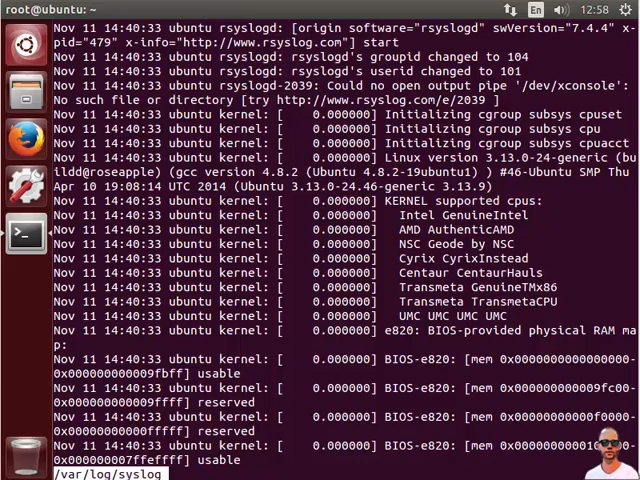 root@ubuntu: ~
En
12:58
Nov 11 14:40:33 ubuntu rsyslogd: [origin software="rsyslogd" swVersion="7.4.4" x-
pid="479" x-info="http://www.rsyslog.com"] start
Nov 11 14:40:33 ubuntu rsyslogd: rsyslogd's groupid changed to 104
Nov 11 14:40:33 ubuntu rsyslogd: rsyslogd's userid changed to 101
Nov 11 14:40:33 ubuntu rsyslogd-2039: Could no open output pipe '/dev/xconsole':
No such file or directory [try http://www.rsyslog.com/e/2039 ]
Nov 11 14:40:33 ubuntu kernel: [    0.000000] Initializing cgroup subsys cpuset
Nov 11 14:40:33 ubuntu kernel: [    0.000000] Initializing cgroup subsys cpu
Nov 11 14:40:33 ubuntu kernel: [    0.000000] Initializing cgroup subsys cpuacct
Nov 11 14:40:33 ubuntu kernel: [    0.000000] Linux version 3.13.0-24-generic (bu
ildd@roseapple) (gcc version 4.8.2 (Ubuntu 4.8.2-19ubuntu1) ) #46-Ubuntu SMP Thu
Apr 10 19:08:14 UTC 2014 (Ubuntu 3.13.0-24.46-generic 3.13.9)
Nov 11 14:40:33 ubuntu kernel: [    0.000000] KERNEL supported cpus:
Nov 11 14:40:33 ubuntu kernel: [    0.000000]   Intel GenuineIntel
Nov 11 14:40:33 ubuntu kernel: [    0.000000]   AMD AuthenticAMD
Nov 11 14:40:33 ubuntu kernel: [    0.000000]   NSC Geode by NSC
Nov 11 14:40:33 ubuntu kernel: [    0.000000]   Cyrix CyrixInstead
Nov 11 14:40:33 ubuntu kernel: [    0.000000]   Centaur CentaurHauls
Nov 11 14:40:33 ubuntu kernel: [    0.000000]   Transmeta GenuineTMx86
Nov 11 14:40:33 ubuntu kernel: [    0.000000]   Transmeta TransmetaCPU
Nov 11 14:40:33 ubuntu kernel: [    0.000000]   UMC UMC UMC UMC
Nov 11 14:40:33 ubuntu kernel: [    0.000000] e820: BIOS-provided physical RAM ma
p:
Nov 11 14:40:33 ubuntu kernel: [    0.000000] BIOS-e820: [mem 0x0000000000000000-
0x000000000009fbff] usable
Nov 11 14:40:33 ubuntu kernel: [    0.000000] BIOS-e820: [mem 0x000000000009fc00-
0x000000000009ffff] reserved
Nov 11 14:40:33 ubuntu kernel: [    0.000000] BIOS-e820: [mem 0x00000000000f0000-
0x00000000000fffff] reserved
Nov 11 14:40:33 ubuntu kernel: [    0.000000] BIOS-e820: [mem
0x000000007ffeffff] usable
/var/log/syslog